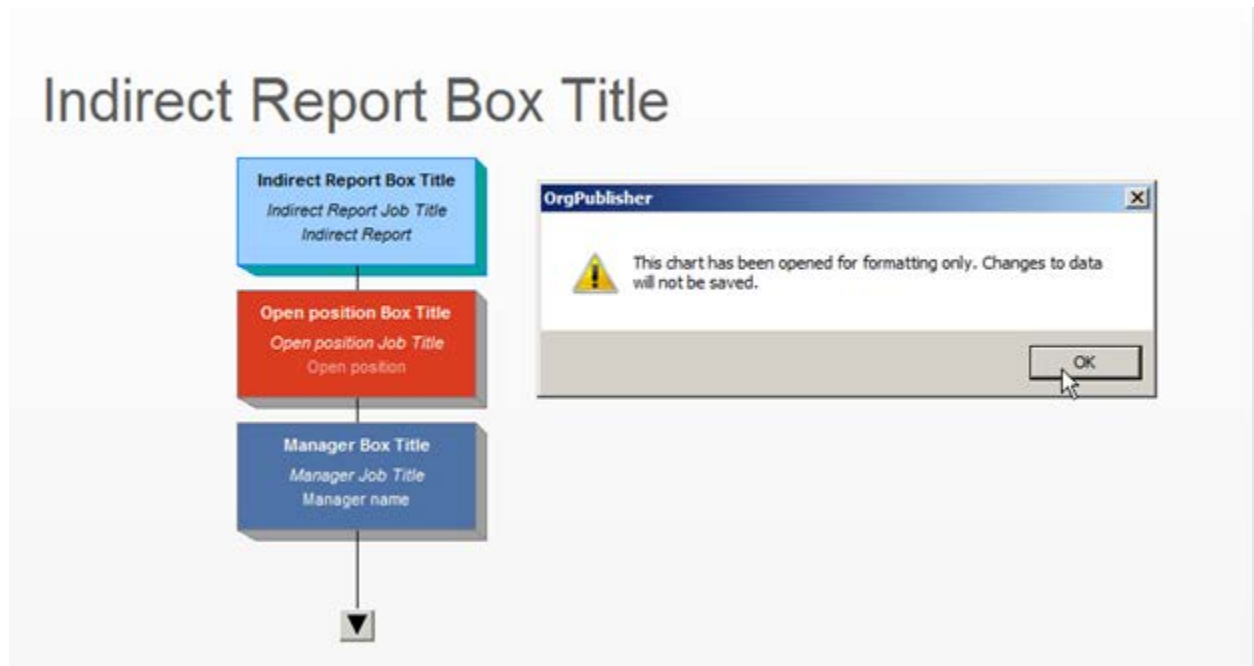 Indirect Report Box Title
Indirect Report Box Title
Indirect Report Job Title
Indirect Report
Open position Box Title
Open position Job Title
Open position
Manager Box Title
Manager Job Title
Manager name
OrgPublisher
This chart has been opened for formatting only. Changes to data
will not be saved.
OK